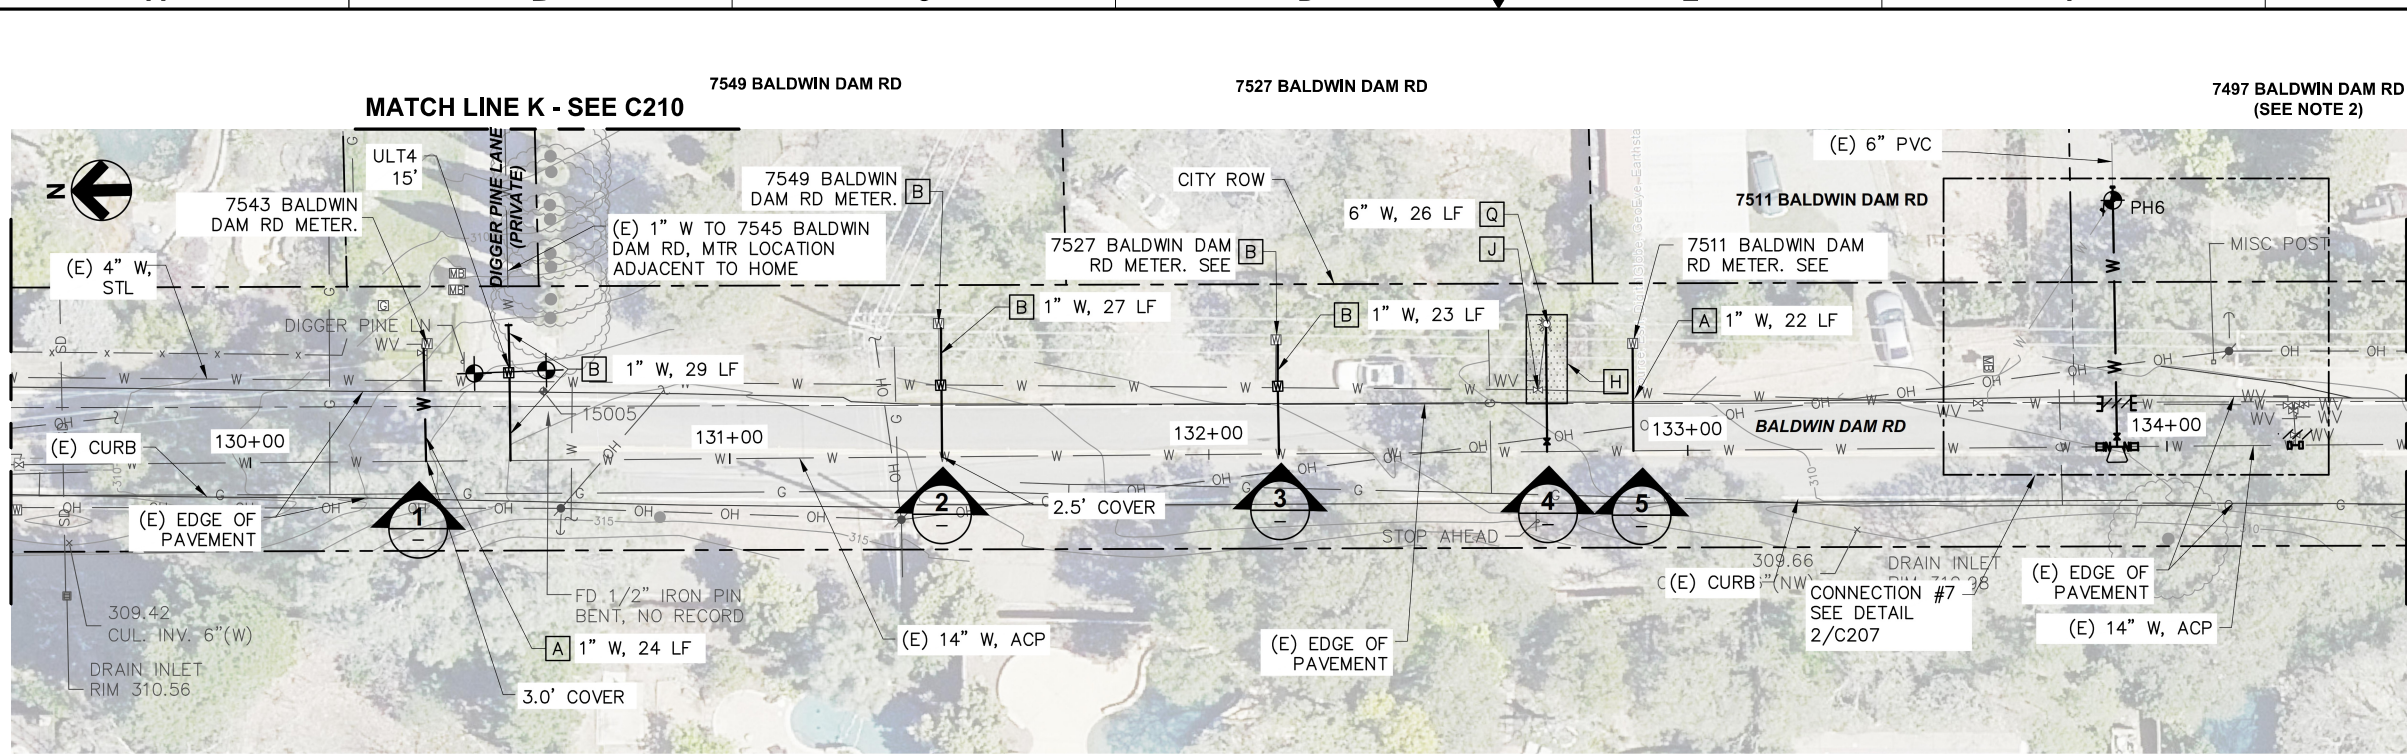 7549 BALDWIN DAM RD
7527 BALDWIN DAM RD
7497 BALDWIN DAM RD
(SEE NOTE 2)
MATCH LINE K - SEE C210
N
ULT4
15'
DIGGER PINE LANE
(PRIVATE)
7543 BALDWIN
DAM RD METER.
(E) 1" W TO 7545 BALDWIN
DAM RD, MTR LOCATION
ADJACENT TO HOME
7549 BALDWIN
DAM RD METER.
B
CITY ROW
7527 BALDWIN DAM
RD METER. SEE
B
6" W, 26 LF
Q
J
7511 BALDWIN DAM RD
7511 BALDWIN DAM
RD METER. SEE
(E) 6" PVC
PH6
MISC POST
(E) 4" W,
STL
DIGGER PINE LN
WV
B
1" W, 29 LF
B
1" W, 27 LF
B
1" W, 23 LF
H
A
1" W, 22 LF
15005
(E) CURB
130+00
131+00
132+00
133+00
BALDWIN DAM RD
134+00
1
2
3
4
5
(E) EDGE OF
PAVEMENT
315
315
310
310
310
2.5' COVER
STOP AHEAD
309.42
CUL. INV. 6"(W)
DRAIN INLET
RIM 310.56
FD 1/2" IRON PIN
BENT, NO RECORD
A
1" W, 24 LF
3.0' COVER
(E) 14" W, ACP
(E) EDGE OF
PAVEMENT
309.66
(E) CURB
"(NW)
DRAIN INLET
CONNECTION #7
SEE DETAIL
2/C207
(E) EDGE OF
PAVEMENT
(E) 14" W, ACP